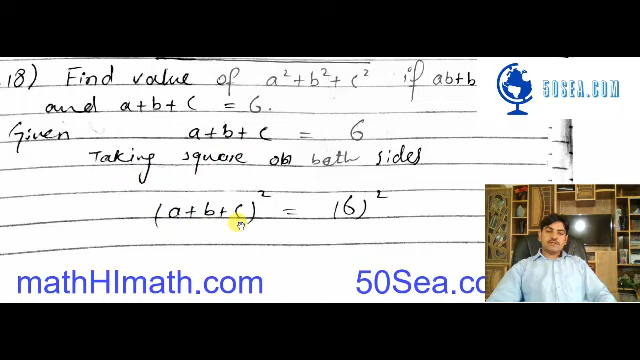 .18) Find value of a² + b² + c² if ab+b
and a+b+c = 6.
50SEA.COM
Given a+b+c = 6
Taking square ob both sides
(a+b+c)² = (6)²
mathHImath.com 50Sea.co